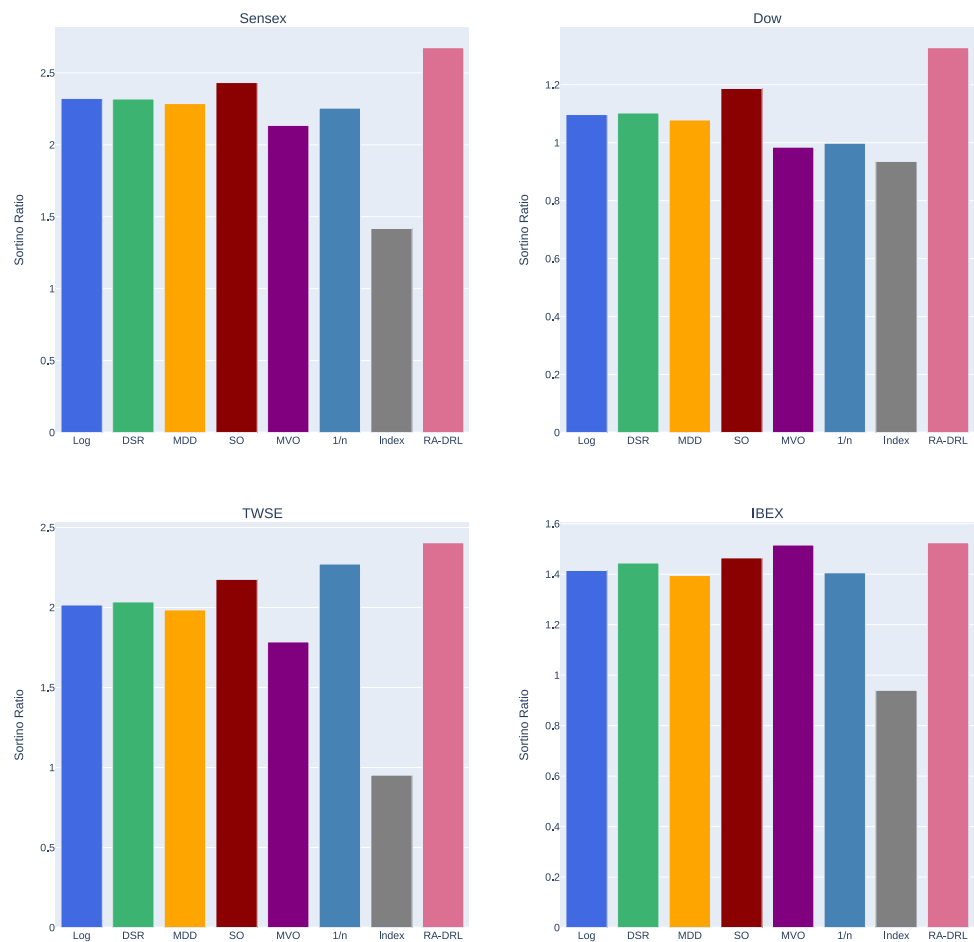 Sensex
Sortino Ratio
2.5
2
1.5
1
0.5
0
Log DSR MDD SO MVO 1/n Index RA-DRL
Dow
Sortino Ratio
1.2
1
0.8
0.6
0.4
0.2
0
Log DSR MDD SO MVO 1/n Index RA-DRL
TWSE
Sortino Ratio
2.5
2
1.5
1
0.5
0
Log DSR MDD SO MVO 1/n Index RA-DRL
IBEX
Sortino Ratio
1.6
1.4
1.2
1
0.8
0.6
0.4
0.2
0
Log DSR MDD SO MVO 1/n Index RA-DRL